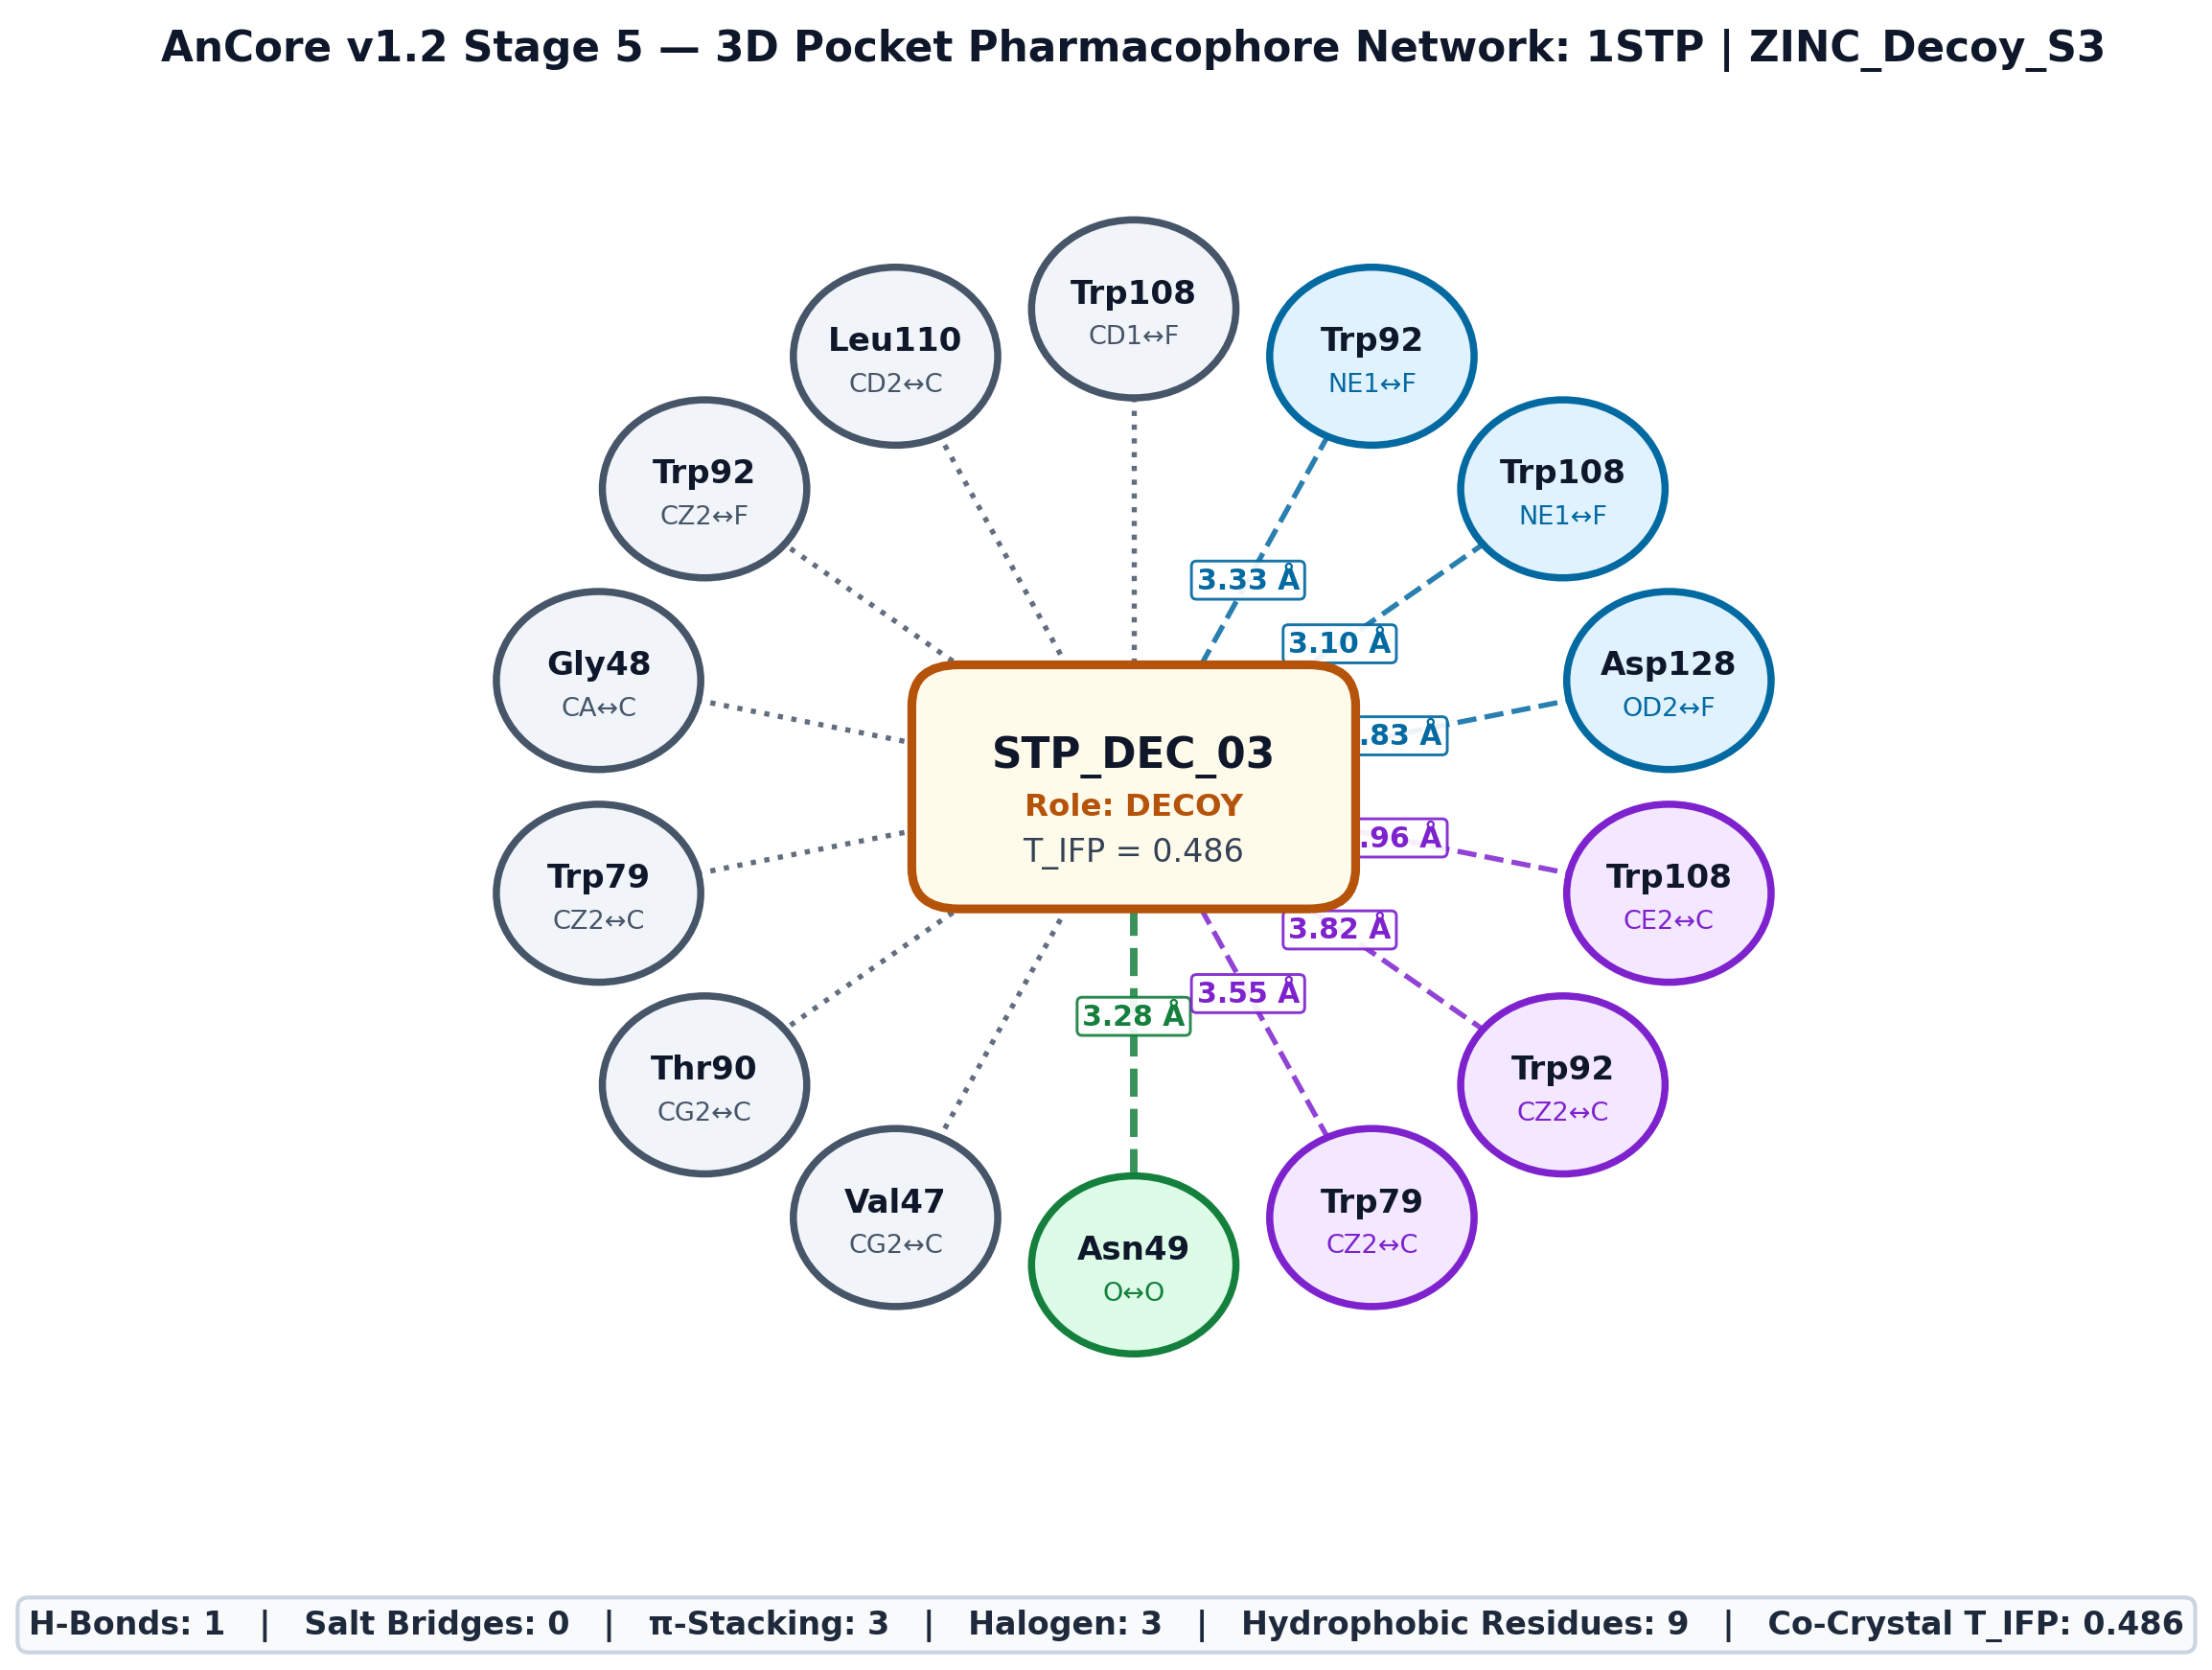 AnCore v1.2 Stage 5 — 3D Pocket Pharmacophore Network: 1STP | ZINC_Decoy_S3
Trp108
CD1↔F
Leu110
CD2↔C
Trp92
NE1↔F
Trp92
CZ2↔F
Trp108
NE1↔F
3.33 Å
3.10 Å
Gly48
CA↔C
Asp128
OD2↔F
.83 Å
STP_DEC_03
Role: DECOY
T_IFP = 0.486
.96 Å
Trp79
CZ2↔C
Trp108
CE2↔C
3.82 Å
3.55 Å
3.28 Å
Thr90
CG2↔C
Trp92
CZ2↔C
Val47
CG2↔C
Trp79
CZ2↔C
Asn49
O↔O
H-Bonds: 1 | Salt Bridges: 0 | π-Stacking: 3 | Halogen: 3 | Hydrophobic Residues: 9 | Co-Crystal T_IFP: 0.486